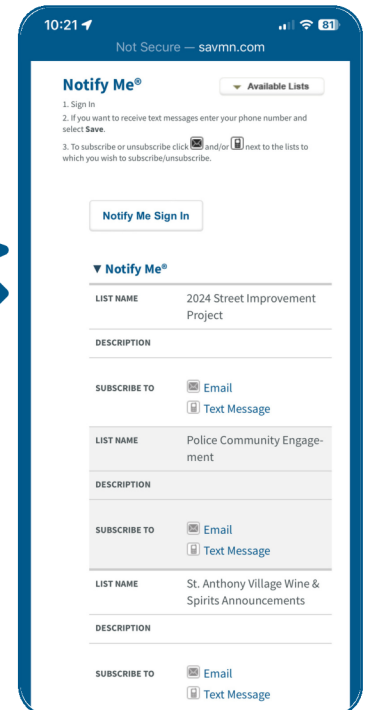 10:21
81
Not Secure — savmn.com
Notify Me®
Available Lists
1. Sign In
2. If you want to receive text messages enter your phone number and
select Save.
3. To subscribe or unsubscribe click and/or next to the lists to
which you wish to subscribe/unsubscribe.
Notify Me Sign In
▼ Notify Me®
LIST NAME 2024 Street Improvement
Project
DESCRIPTION
SUBSCRIBE TO Email
Text Message
LIST NAME Police Community Engage-
ment
DESCRIPTION
SUBSCRIBE TO Email
Text Message
LIST NAME St. Anthony Village Wine &
Spirits Announcements
DESCRIPTION
SUBSCRIBE TO Email
Text Message